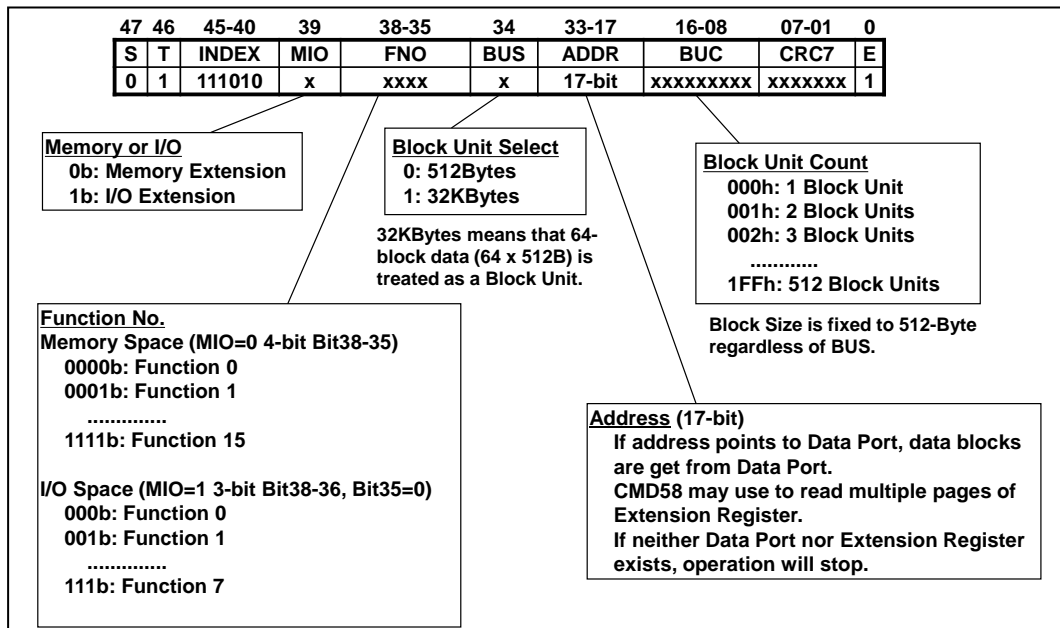 47 46 45-40 39 38-35 34 33-17 16-08 07-01 0
S T INDEX MIO FNO BUS ADDR BUC CRC7 E
0 1 111010 x xxxx x 17-bit xxxxxxxxx xxxxxxx 1
Memory or I/O
0b: Memory Extension
1b: I/O Extension
Block Unit Select
0: 512Bytes
1: 32KBytes
32KBytes means that 64-
block data (64 x 512B) is
treated as a Block Unit.
Block Unit Count
000h: 1 Block Unit
001h: 2 Block Units
002h: 3 Block Units
............
1FFh: 512 Block Units
Block Size is fixed to 512-Byte
regardless of BUS.
Function No.
Memory Space (MIO=0 4-bit Bit38-35)
0000b: Function 0
0001b: Function 1
..............
1111b: Function 15
I/O Space (MIO=1 3-bit Bit38-36, Bit35=0)
000b: Function 0
001b: Function 1
..............
111b: Function 7
Address (17-bit)
If address points to Data Port, data blocks
are get from Data Port.
CMD58 may use to read multiple pages of
Extension Register.
If neither Data Port nor Extension Register
exists, operation will stop.